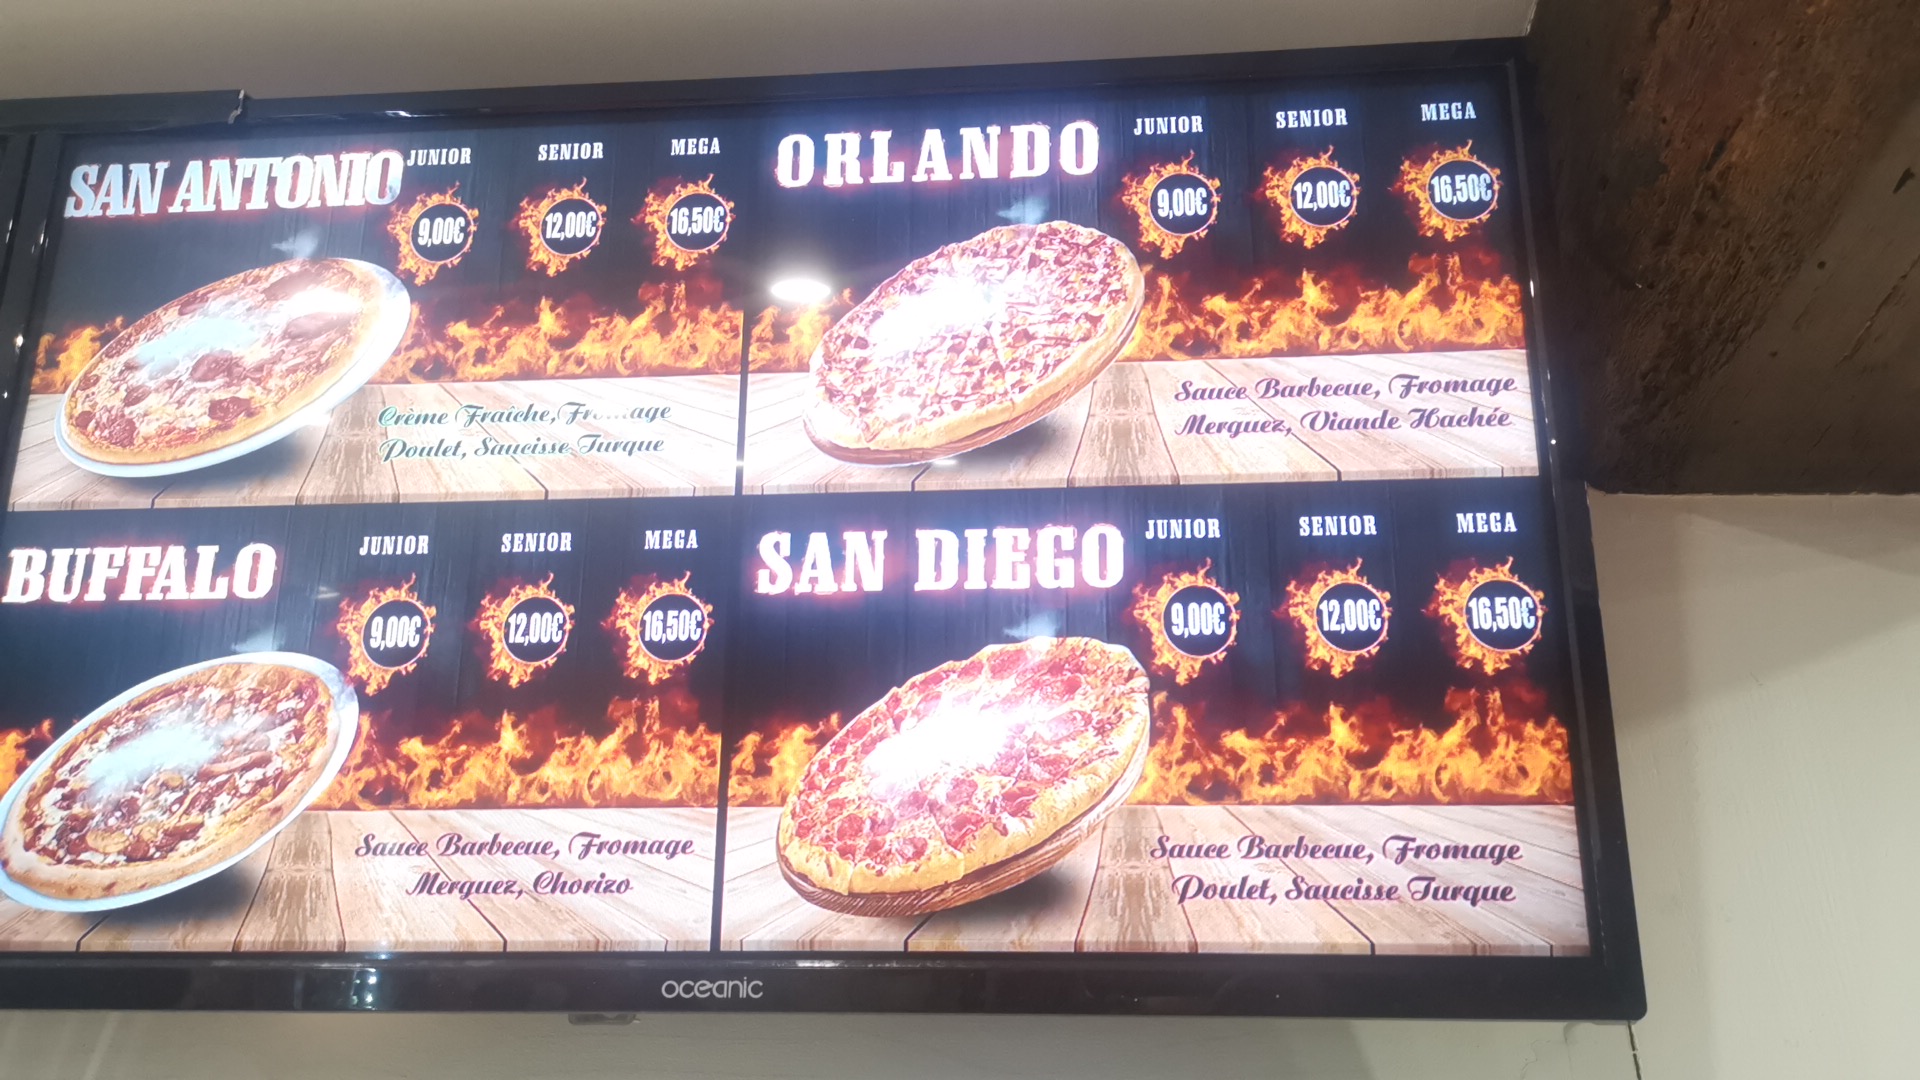 SAN ANTONIO
JUNIOR SENIOR MEGA
9,00€ 12,00€ 16,50€
Crème Fraîche, Fromage
Poulet, Saucisse Turque
ORLANDO
JUNIOR SENIOR MEGA
9,00€ 12,00€ 16,50€
Sauce Barbecue, Fromage
Merguez, Viande Hachée
BUFFALO
JUNIOR SENIOR MEGA
9,00€ 12,00€ 16,50€
Sauce Barbecue, Fromage
Merguez, Chorizo
SAN DIEGO
JUNIOR SENIOR MEGA
9,00€ 12,00€ 16,50€
Sauce Barbecue, Fromage
Poulet, Saucisse Turque
oceanic